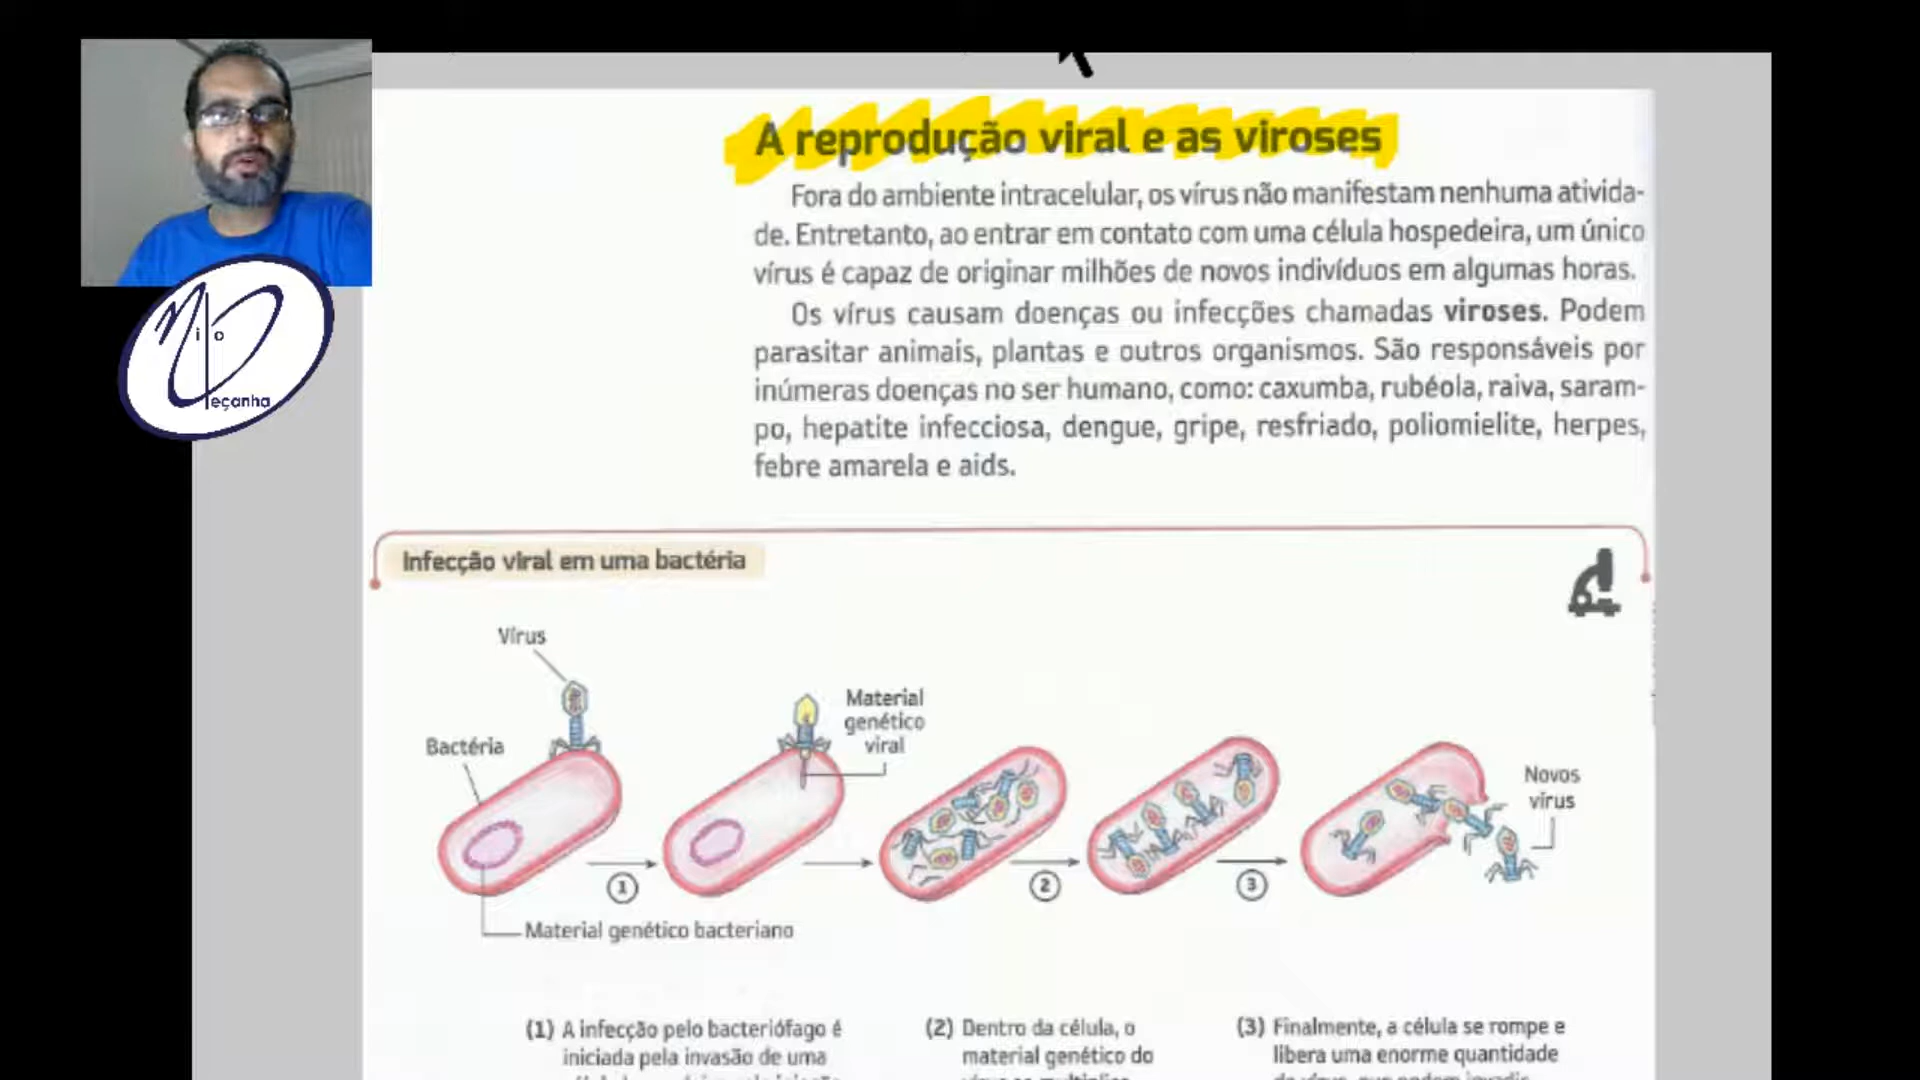 A reprodução viral e as viroses
Fora do ambiente intracelular, os vírus não manifestam nenhuma ativida-
de. Entretanto, ao entrar em contato com uma célula hospedeira, um único
vírus é capaz de originar milhões de novos indivíduos em algumas horas.
Os vírus causam doenças ou infecções chamadas viroses. Podem
parasitar animais, plantas e outros organismos. São responsáveis por
inúmeras doenças no ser humano, como: caxumba, rubéola, raiva, saram-
po, hepatite infecciosa, dengue, gripe, resfriado, poliomielite, herpes,
febre amarela e aids.
eçanha
Infecção viral em uma bactéria
Vírus
Material
genético
viral
Bactéria
Novos
vírus
1
2
3
Material genético bacteriano
(1) A infecção pelo bacteriófago é
iniciada pela invasão de uma
(2) Dentro da célula, o
material genético do
(3) Finalmente, a célula se rompe e
libera uma enorme quantidade